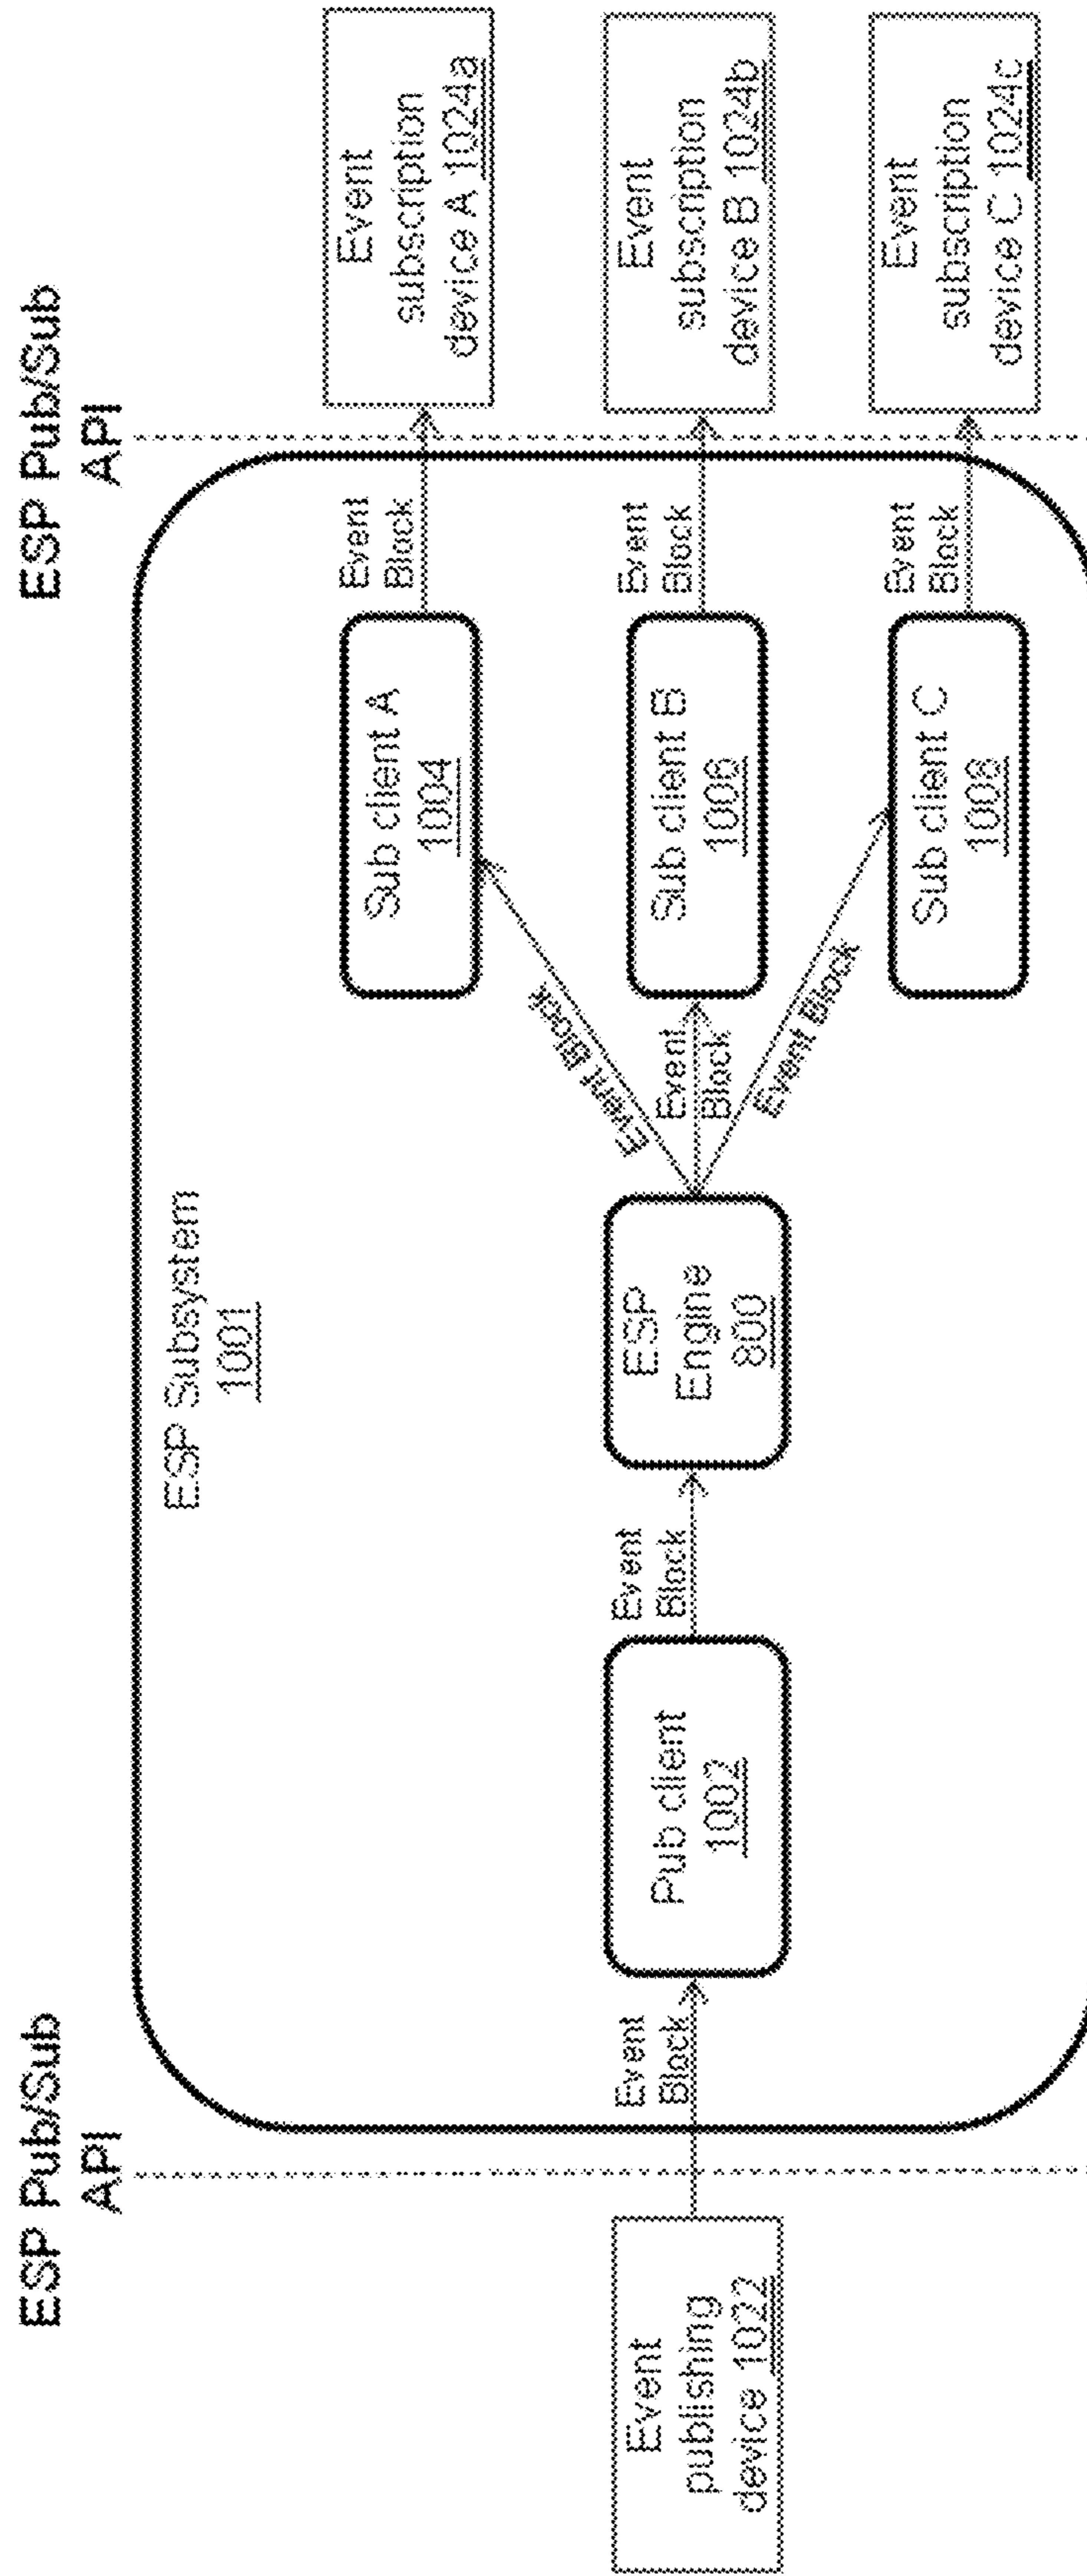 ESP Pub/Sub
API
ESP Pub/Sub
API
ESP Subsystem
1001
Event
publishing
device 1022
Event
Block
Pub client
1002
Event
Block
ESP
Engine
800
Event Block
Event
Block
Event Block
Sub client A
1004
Sub client B
1006
Sub client C
1008
Event
Block
Event
Block
Event
Block
Event
subscription
device A 1024a
Event
subscription
device B 1024b
Event
subscription
device C 1024c